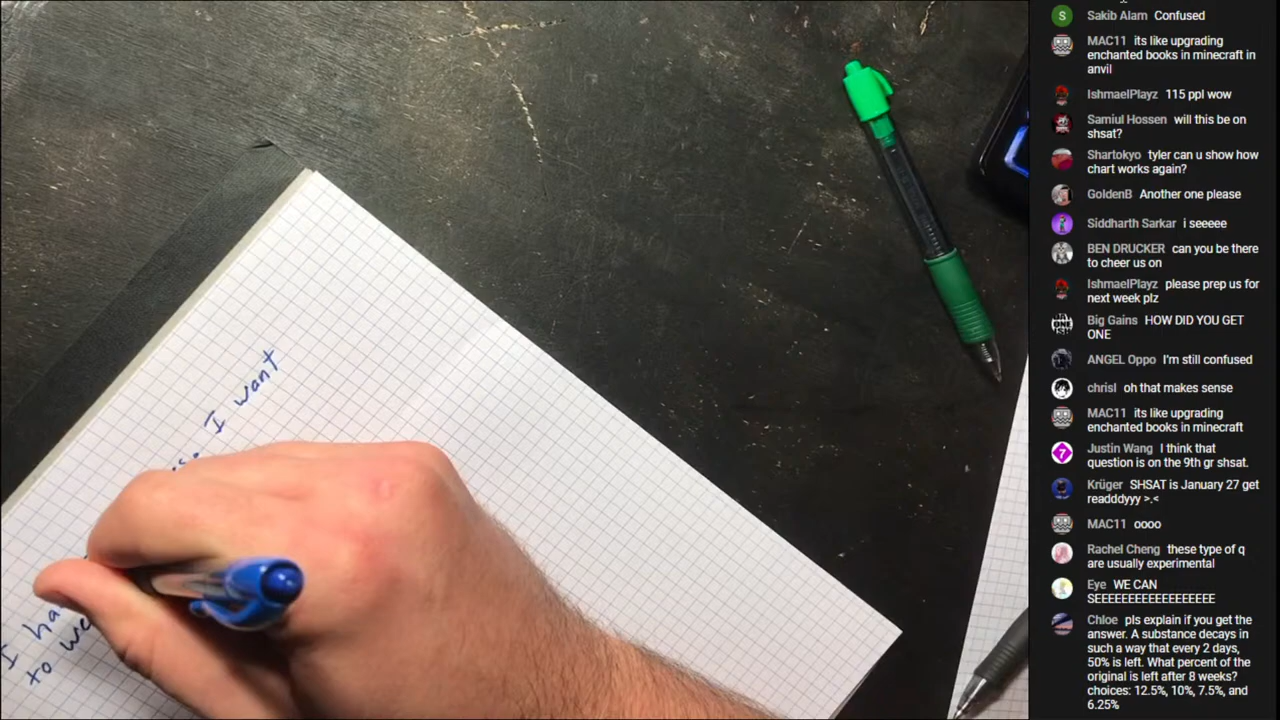 I want
I ha
to we
S Sakib Alam Confused
MAC11 its like upgrading
enchanted books in minecraft in
anvil
IshmaelPlayz 115 ppl wow
Samiul Hossen will this be on
shsat?
Shartokyo tyler can u show how
chart works again?
GoldenB Another one please
Siddharth Sarkar i seeeee
BEN DRUCKER can you be there
to cheer us on
IshmaelPlayz please prep us for
next week plz
Big Gains HOW DID YOU GET
ONE
ANGEL Oppo I'm still confused
chrisl oh that makes sense
MAC11 its like upgrading
enchanted books in minecraft
Justin Wang I think that
question is on the 9th gr shsat.
Krüger SHSAT is January 27 get
readddyyy >.<
MAC11 oooo
Rachel Cheng these type of q
are usually experimental
Eye WE CAN
SEEEEEEEEEEEEEEEEEE
Chloe pls explain if you get the
answer. A substance decays in
such a way that every 2 days,
50% is left. What percent of the
original is left after 8 weeks?
choices: 12.5%, 10%, 7.5%, and
6.25%